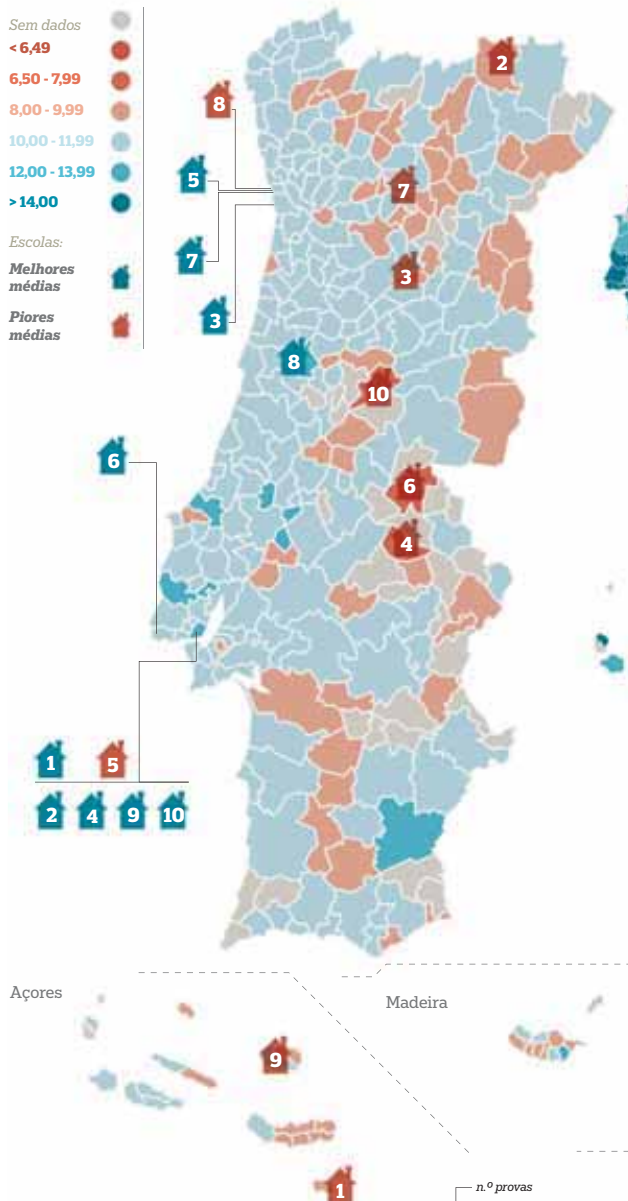 Sem dados
< 6,49
6,50 - 7,99
8,00 - 9,99
10,00 - 11,99
12,00 - 13,99
> 14,00
Escolas:
Melhores
médias
Piores
médias
2
8
5
7
7
3
3
8
10
6
6
4
1 5
2 4 9 10
Açores
Madeira
9
1
n.º provas